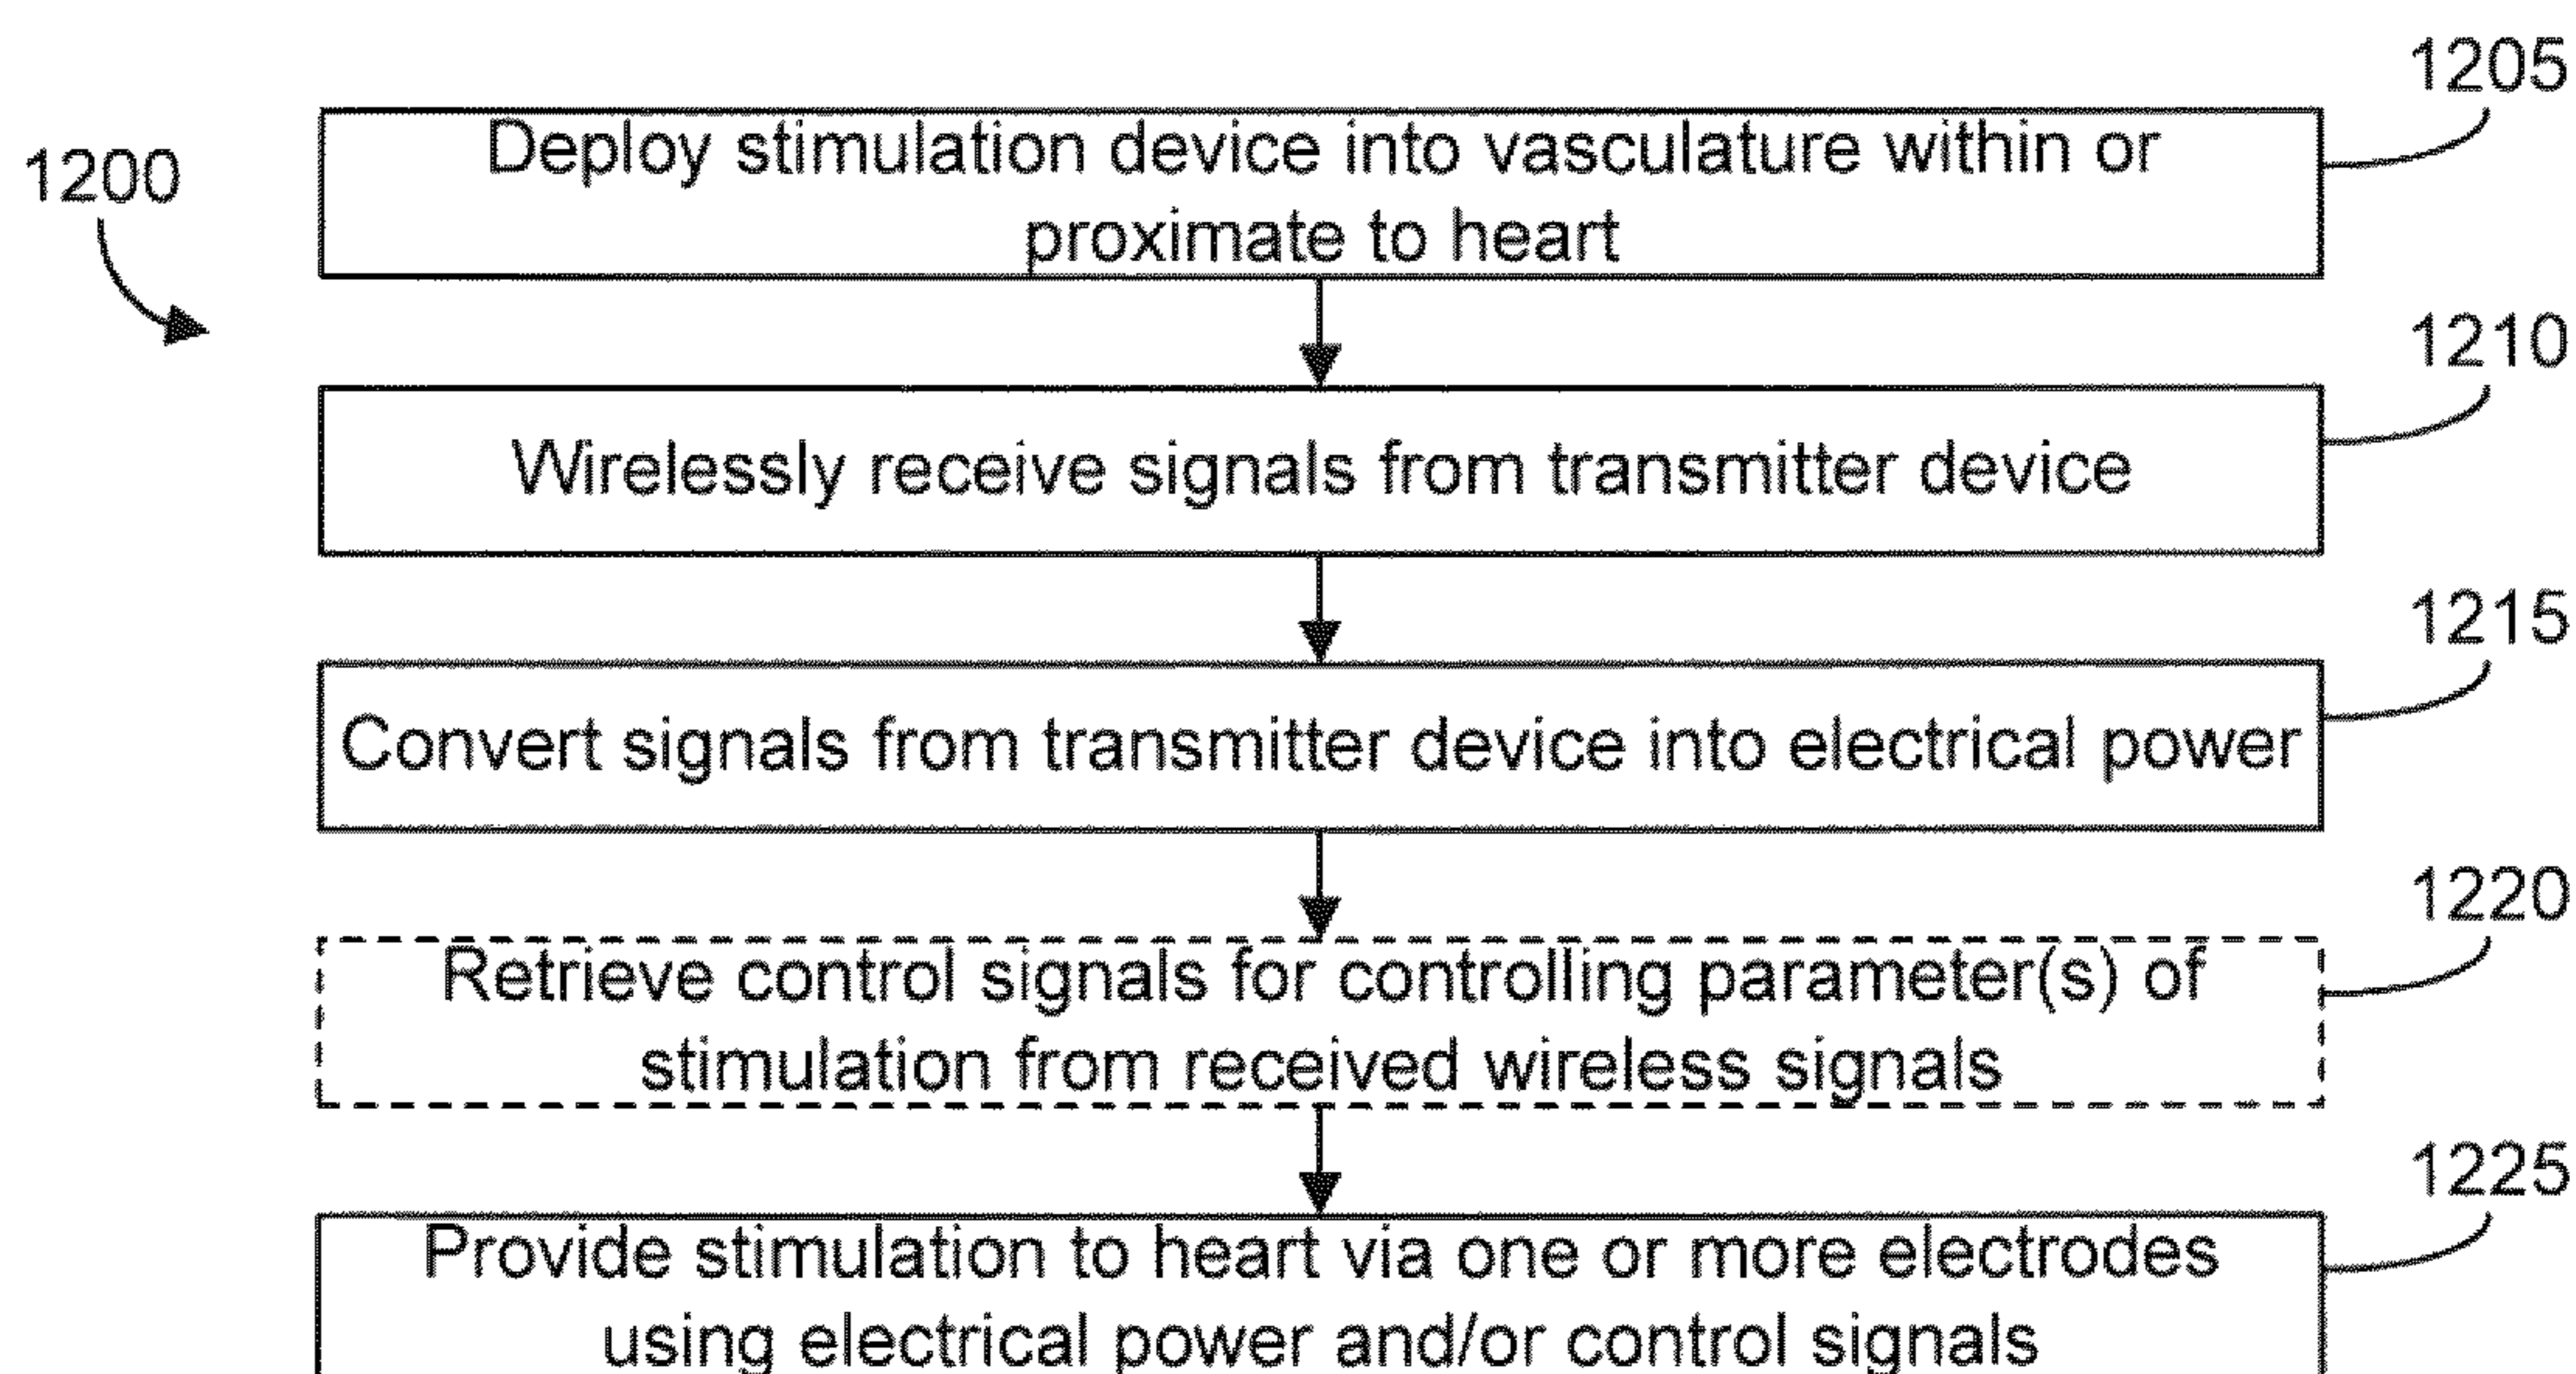 1200
1205
Deploy stimulation device into vasculature within or
proximate to heart
1210
Wirelessly receive signals from transmitter device
1215
Convert signals from transmitter device into electrical power
1220
Retrieve control signals for controlling parameter(s) of
stimulation from received wireless signals
1225
Provide stimulation to heart via one or more electrodes
using electrical power and/or control signals